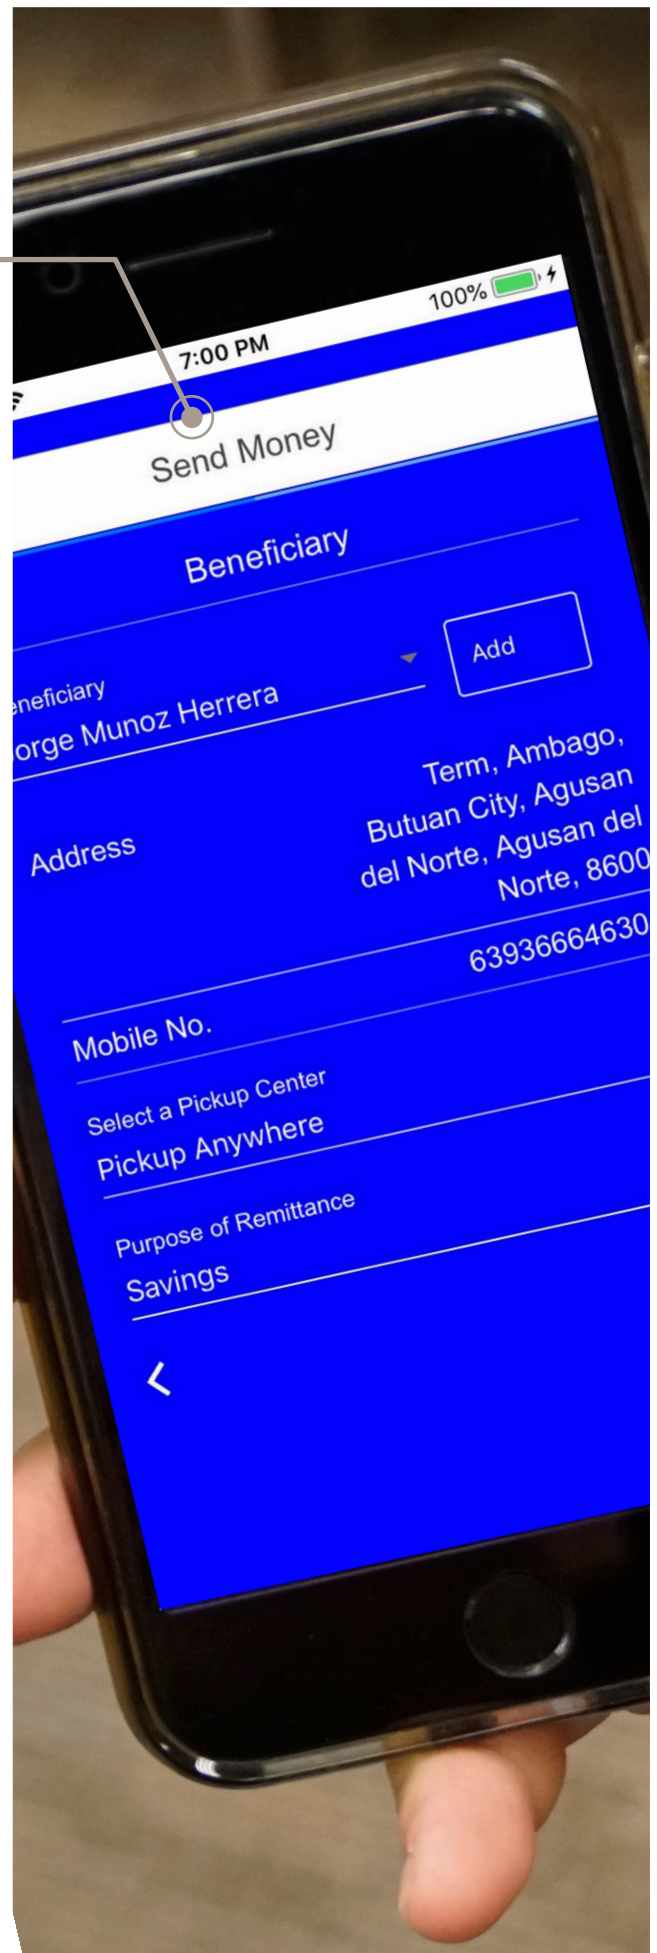 7:00 PM
100%
Send Money
Beneficiary
eneficiary
orge Munoz Herrera
Add
Address
Term, Ambago,
Butuan City, Agusan
del Norte, Agusan del
Norte, 8600
Mobile No.
63936664630
Select a Pickup Center
Pickup Anywhere
Purpose of Remittance
Savings